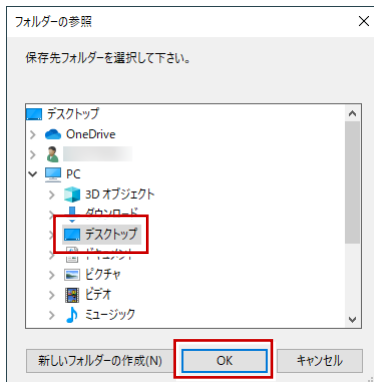 フォルダーの参照
保存先フォルダーを選択して下さい。
デスクトップ
OneDrive
PC
3D オブジェクト
ダウンロード
デスクトップ
ドキュメント
ピクチャ
ビデオ
ミュージック
新しいフォルダーの作成(N) OK キャンセル